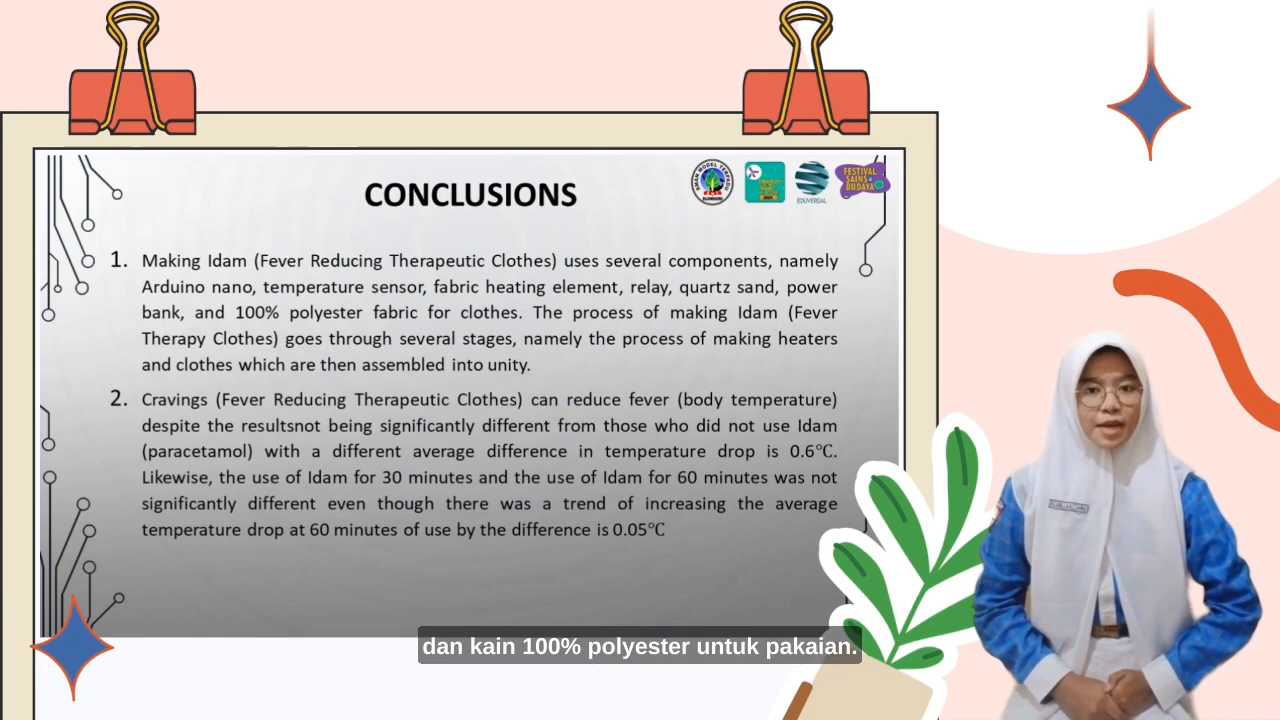 CONCLUSIONS
FESTIVAL
SAINS
BUDAYA
EDUVERSAL
1. Making Idam (Fever Reducing Therapeutic Clothes) uses several components, namely
Arduino nano, temperature sensor, fabric heating element, relay, quartz sand, power
bank, and 100% polyester fabric for clothes. The process of making Idam (Fever
Therapy Clothes) goes through several stages, namely the process of making heaters
and clothes which are then assembled into unity.
2. Cravings (Fever Reducing Therapeutic Clothes) can reduce fever (body temperature)
despite the resultsnot being significantly different from those who did not use Idam
(paracetamol) with a different average difference in temperature drop is 0.6℃.
Likewise, the use of Idam for 30 minutes and the use of Idam for 60 minutes was not
significantly different even though there was a trend of increasing the average
temperature drop at 60 minutes of use by the difference is 0.05℃
dan kain 100% polyester untuk pakaian.